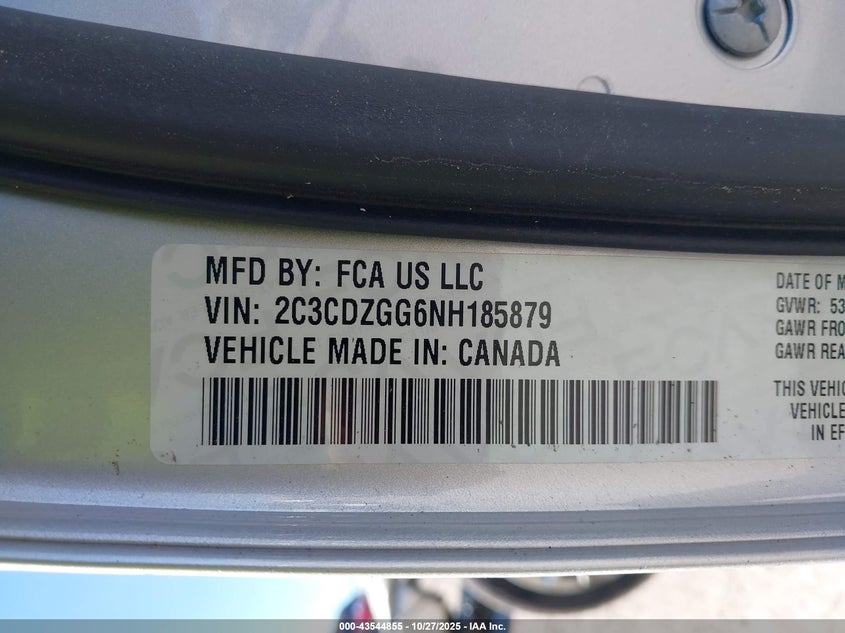 MFD BY: FCA US LLC
VIN: 2C3CDZGG6NH185879
VEHICLE MADE IN: CANADA
DATE OF M
GVWR: 53
GAWR FRO
GAWR REA
THIS VEHIC
VEHICLE
IN EF
000-43544855 - 10/27/2025 - IAA Inc.